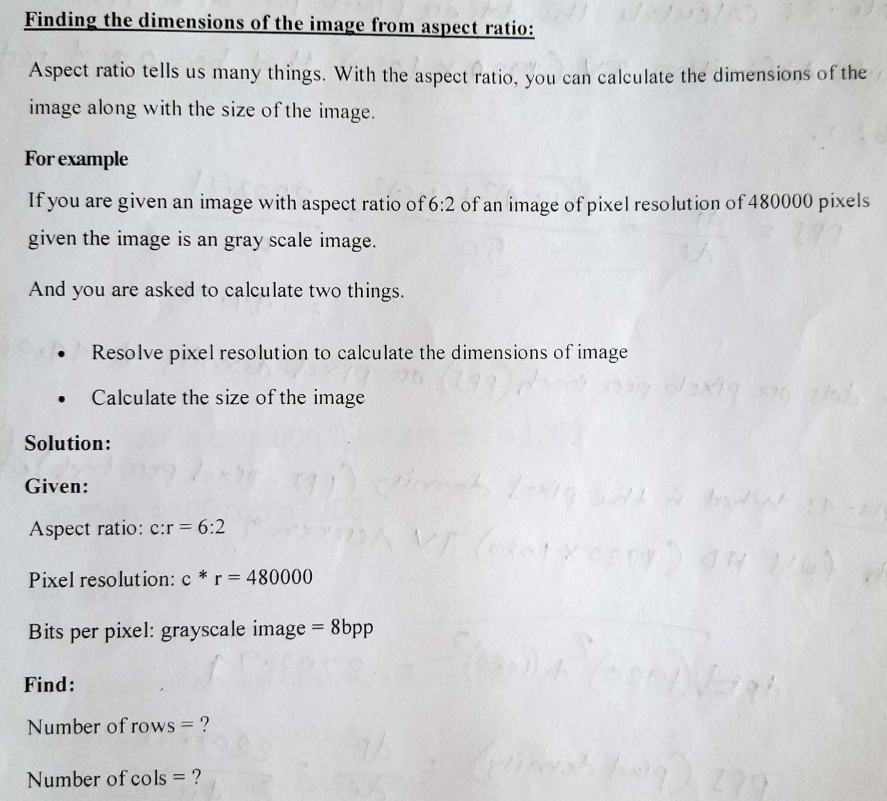 Finding the dimensions of the image from aspect ratio:
Aspect ratio tells us many things. With the aspect ratio, you can calculate the dimensions of the
image along with the size of the image.
For example
If you are given an image with aspect ratio of 6:2 of an image of pixel resolution of 480000 pixels
given the image is an gray scale image.
And you are asked to calculate two things.
• Resolve pixel resolution to calculate the dimensions of image
• Calculate the size of the image
Solution:
Given:
Aspect ratio: c:r = 6:2
Pixel resolution: c * r = 480000
Bits per pixel: grayscale image = 8bpp
Find:
Number of rows = ?
Number of cols = ?